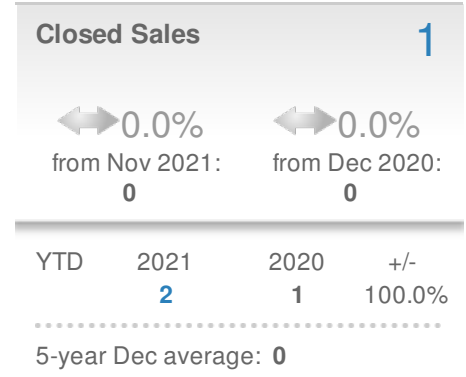 Closed Sales 1
0.0% 0.0%
from Nov 2021: from Dec 2020:
0 0
YTD 2021 2020 +/-
2 1 100.0%
5-year Dec average: 0